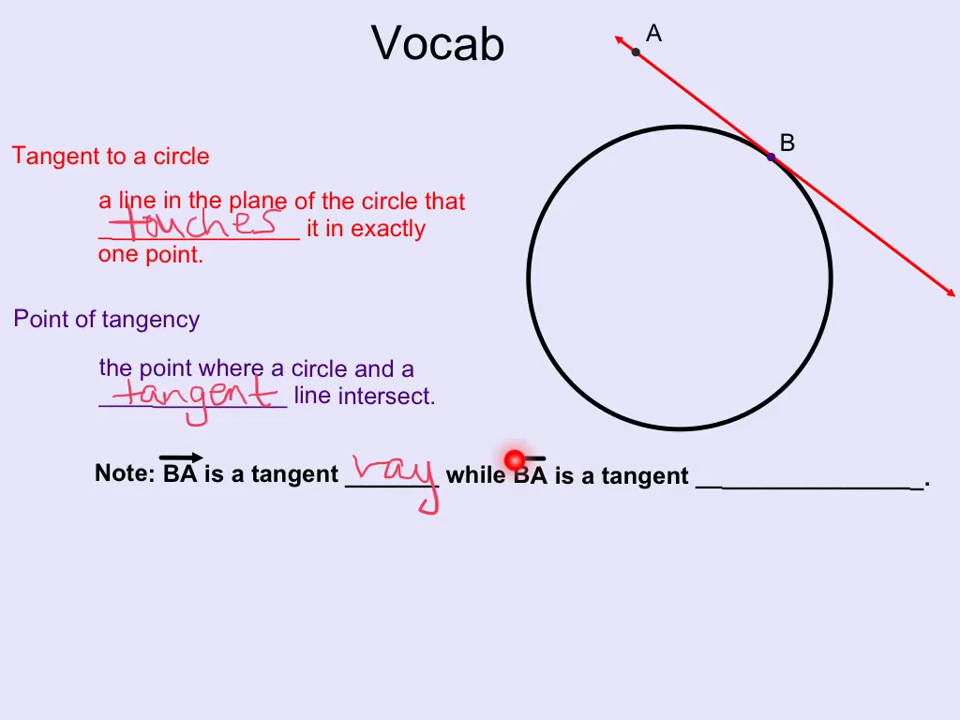 Vocab
A
B
Tangent to a circle
a line in the plane of the circle that
touches it in exactly
one point.
Point of tangency
the point where a circle and a
tangent line intersect.
Note: BA is a tangent ray while BA is a tangent ________________.